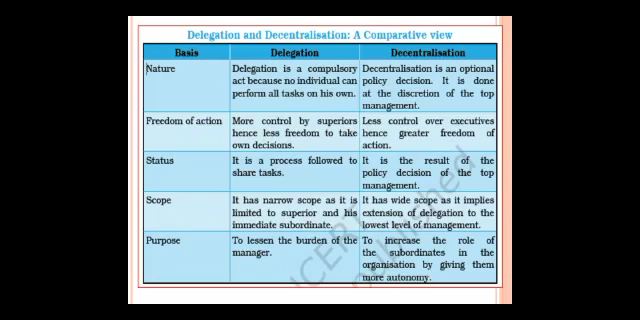 Delegation and Decentralisation: A Comparative view
Basis Delegation Decentralisation
Nature Delegation is a compulsory Decentralisation is an optional
act because no individual can policy decision. It is done
perform all tasks on his own. at the discretion of the top
management.
Freedom of action More control by superiors Less control over executives
hence less freedom to take hence greater freedom of
own decisions. action.
Status It is a process followed to It is the result of the
share tasks. policy decision of the top
management.
Scope It has narrow scope as it is It has wide scope as it implies
limited to superior and his extension of delegation to the
immediate subordinate. lowest level of management.
Purpose To lessen the burden of the To increase the role of
manager. the subordinates in the
organisation by giving them
more autonomy.